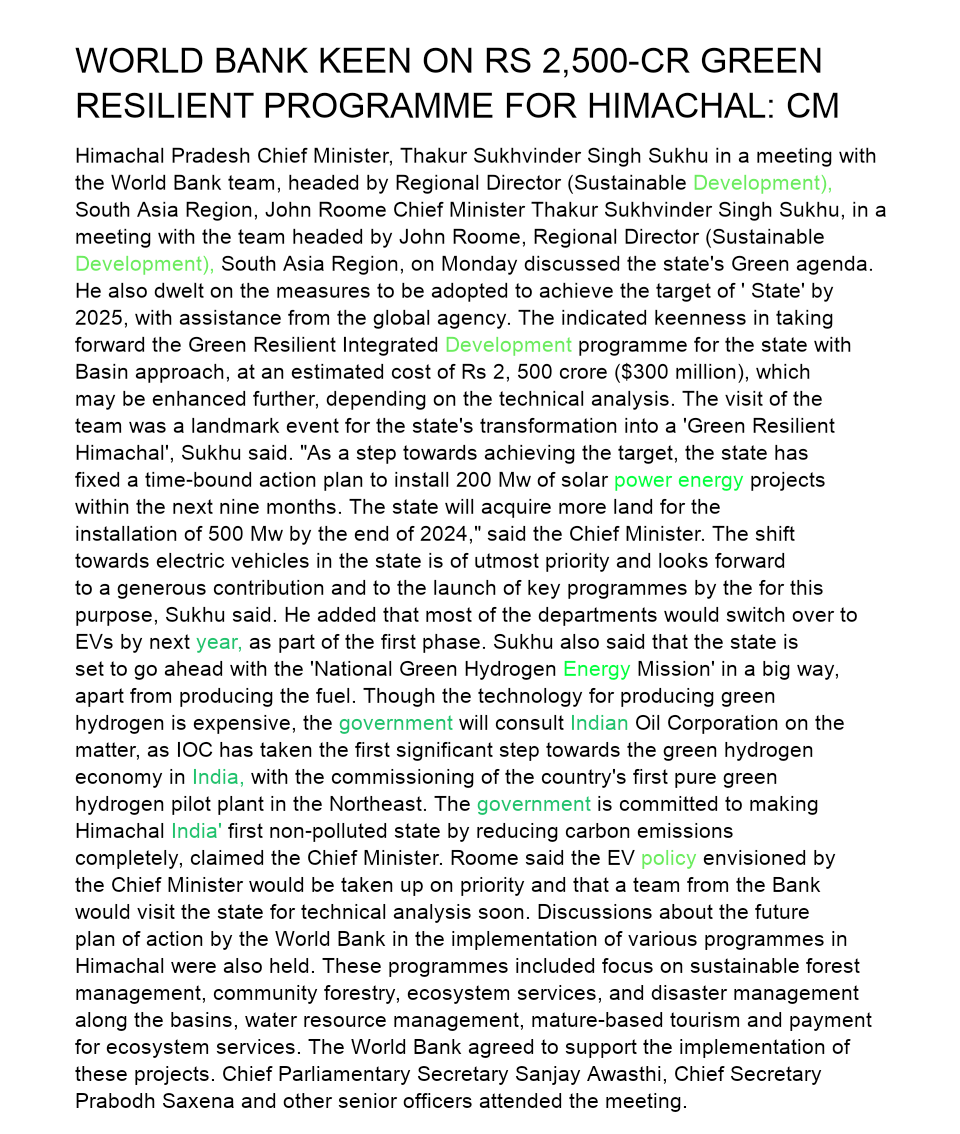 WORLD BANK KEEN ON RS 2,500-CR GREEN
RESILIENT PROGRAMME FOR HIMACHAL: CM
Himachal Pradesh Chief Minister, Thakur Sukhvinder Singh Sukhu in a meeting with
the World Bank team, headed by Regional Director (Sustainable Development),
South Asia Region, John Roome Chief Minister Thakur Sukhvinder Singh Sukhu, in a
meeting with the team headed by John Roome, Regional Director (Sustainable
Development), South Asia Region, on Monday discussed the state's Green agenda.
He also dwelt on the measures to be adopted to achieve the target of ' State' by
2025, with assistance from the global agency. The indicated keenness in taking
forward the Green Resilient Integrated Development programme for the state with
Basin approach, at an estimated cost of Rs 2, 500 crore ($300 million), which
may be enhanced further, depending on the technical analysis. The visit of the
team was a landmark event for the state's transformation into a 'Green Resilient
Himachal', Sukhu said. "As a step towards achieving the target, the state has
fixed a time-bound action plan to install 200 Mw of solar power energy projects
within the next nine months. The state will acquire more land for the
installation of 500 Mw by the end of 2024," said the Chief Minister. The shift
towards electric vehicles in the state is of utmost priority and looks forward
to a generous contribution and to the launch of key programmes by the for this
purpose, Sukhu said. He added that most of the departments would switch over to
EVs by next year, as part of the first phase. Sukhu also said that the state is
set to go ahead with the 'National Green Hydrogen Energy Mission' in a big way,
apart from producing the fuel. Though the technology for producing green
hydrogen is expensive, the government will consult Indian Oil Corporation on the
matter, as IOC has taken the first significant step towards the green hydrogen
economy in India, with the commissioning of the country's first pure green
hydrogen pilot plant in the Northeast. The government is committed to making
Himachal India' first non-polluted state by reducing carbon emissions
completely, claimed the Chief Minister. Roome said the EV policy envisioned by
the Chief Minister would be taken up on priority and that a team from the Bank
would visit the state for technical analysis soon. Discussions about the future
plan of action by the World Bank in the implementation of various programmes in
Himachal were also held. These programmes included focus on sustainable forest
management, community forestry, ecosystem services, and disaster management
along the basins, water resource management, mature-based tourism and payment
for ecosystem services. The World Bank agreed to support the implementation of
these projects. Chief Parliamentary Secretary Sanjay Awasthi, Chief Secretary
Prabodh Saxena and other senior officers attended the meeting.